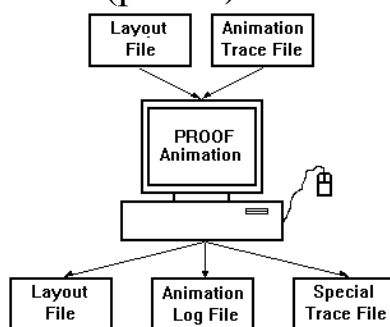 Layout
File
Animation
Trace File
PROOF
Animation
Layout
File
Animation
Log File
Special
Trace File